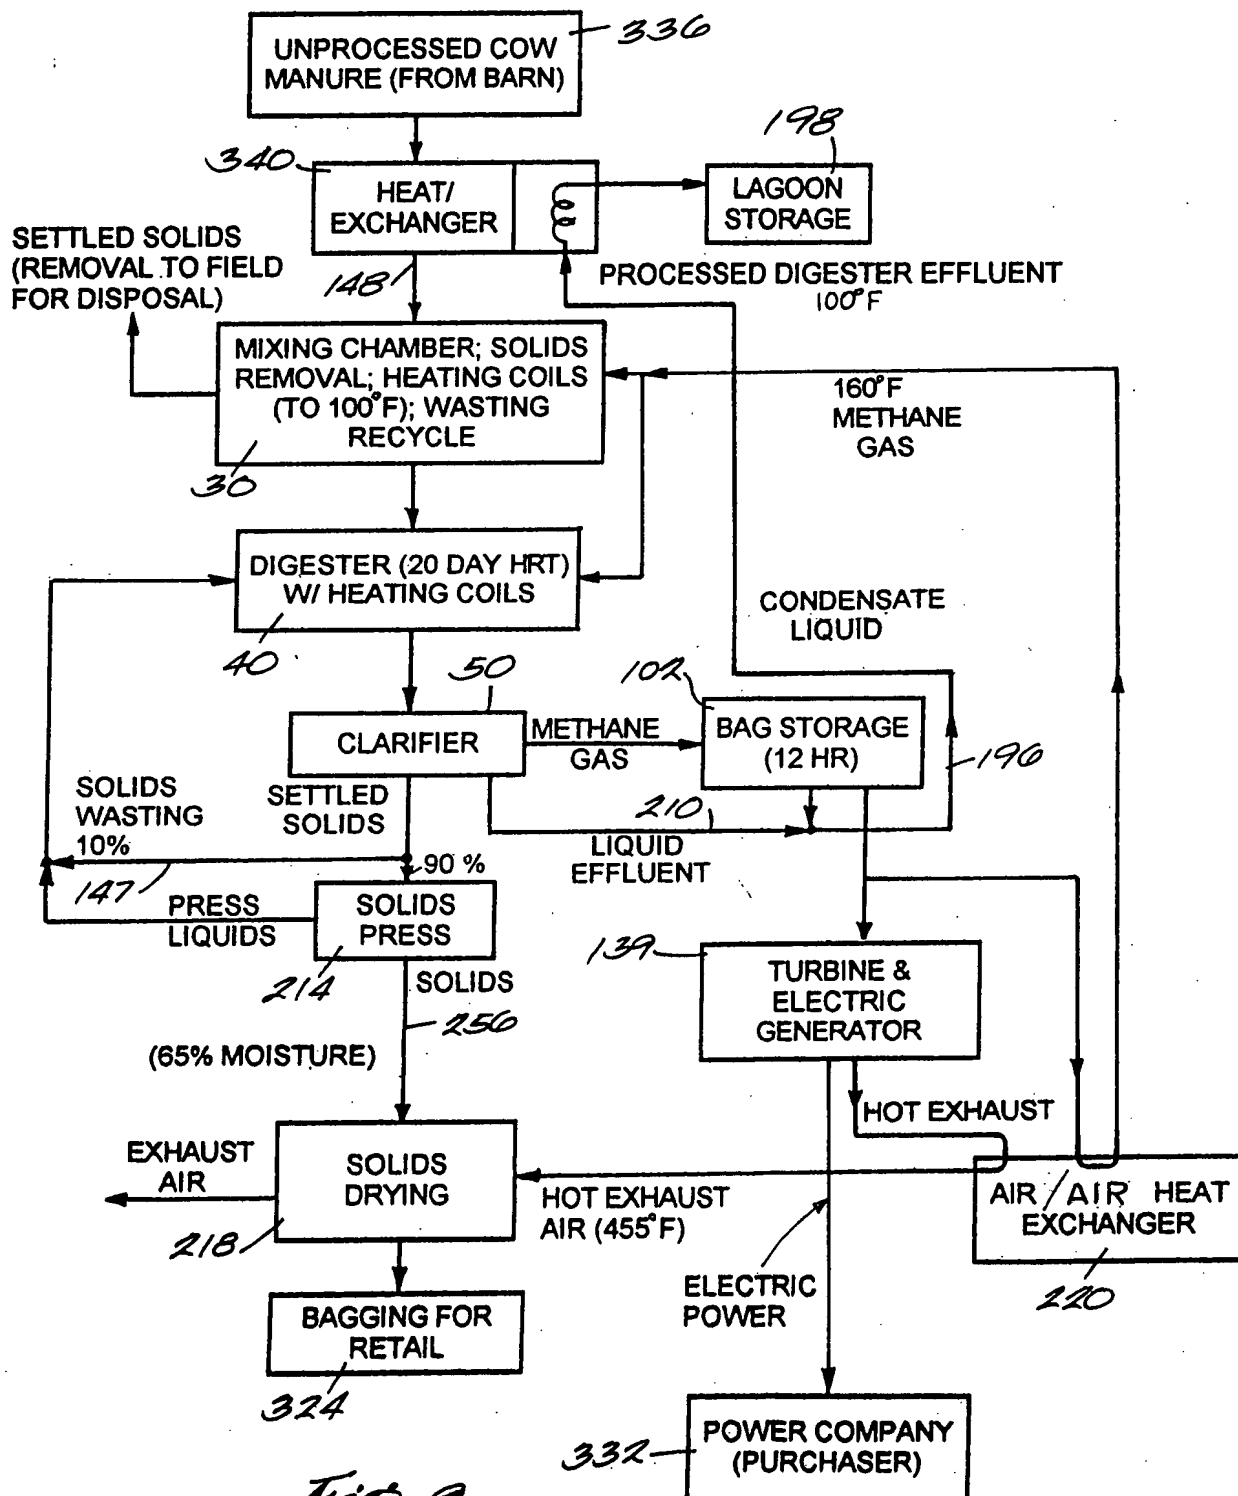 336
UNPROCESSED COW
MANURE (FROM BARN)
198
340
HEAT/
EXCHANGER
LAGOON
STORAGE
SETTLED SOLIDS
(REMOVAL TO FIELD
FOR DISPOSAL)
148
PROCESSED DIGESTER EFFLUENT
100°F
MIXING CHAMBER; SOLIDS
REMOVAL; HEATING COILS
(TO 100°F); WASTING
RECYCLE
160°F
METHANE
GAS
30
DIGESTER (20 DAY HRT)
W/ HEATING COILS
CONDENSATE
LIQUID
40
50
102
CLARIFIER
METHANE
GAS
BAG STORAGE
(12 HR)
196
SOLIDS
WASTING
10%
SETTLED
SOLIDS
210
LIQUID
EFFLUENT
90 %
147
PRESS
LIQUIDS
SOLIDS
PRESS
139
214
SOLIDS
TURBINE &
ELECTRIC
GENERATOR
256
(65% MOISTURE)
HOT EXHAUST
EXHAUST
AIR
SOLIDS
DRYING
HOT EXHAUST
AIR (455°F)
AIR / AIR HEAT
EXCHANGER
218
220
ELECTRIC
POWER
BAGGING FOR
RETAIL
324
332
POWER COMPANY
(PURCHASER)